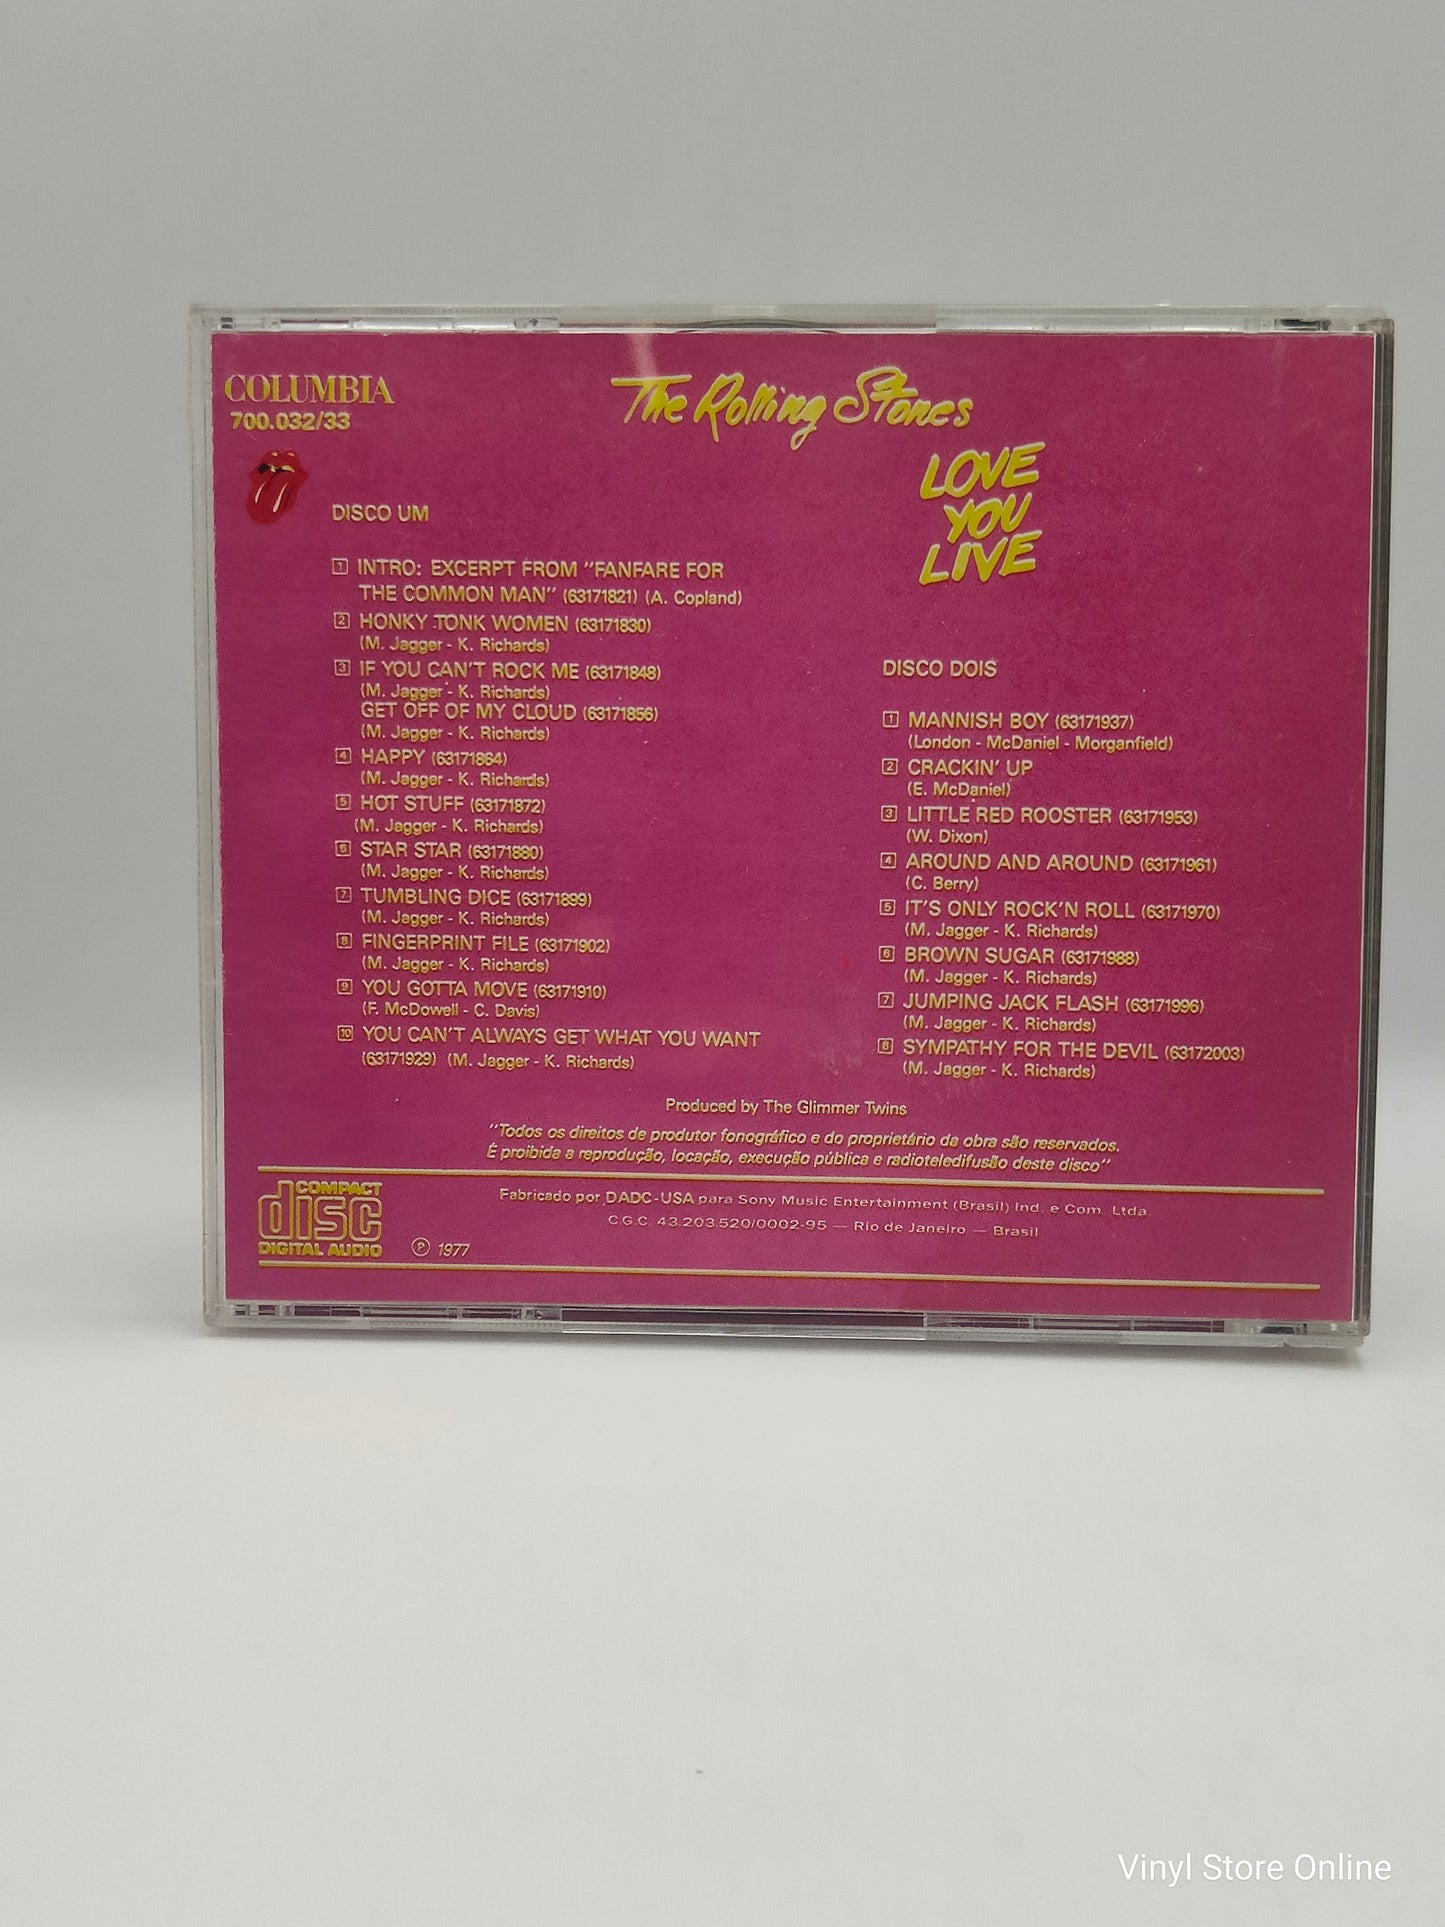 COLUMBIA
700.032/33
The Rolling Stones
LOVE
YOU
LIVE
DISCO UM
1 INTRO: EXCERPT FROM "FANFARE FOR
THE COMMON MAN" (63171821) (A. Copland)
2 HONKY TONK WOMEN (63171830)
(M. Jagger - K. Richards)
3 IF YOU CAN'T ROCK ME (63171848)
(M. Jagger - K. Richards)
GET OFF OF MY CLOUD (63171856)
(M. Jagger - K. Richards)
4 HAPPY (63171864)
(M. Jagger - K. Richards)
5 HOT STUFF (63171872)
(M. Jagger - K. Richards)
6 STAR STAR (63171880)
(M. Jagger - K. Richards)
7 TUMBLING DICE (63171899)
(M. Jagger - K. Richards)
8 FINGERPRINT FILE (63171902)
(M. Jagger - K. Richards)
9 YOU GOTTA MOVE (63171910)
(F. McDowell - C. Davis)
10 YOU CAN'T ALWAYS GET WHAT YOU WANT
(63171929) (M. Jagger - K. Richards)
DISCO DOIS
1 MANNISH BOY (63171937)
(London - McDaniel - Morganfield)
2 CRACKIN' UP
(E. McDaniel)
3 LITTLE RED ROOSTER (63171953)
(W. Dixon)
4 AROUND AND AROUND (63171961)
(C. Berry)
5 IT'S ONLY ROCK'N ROLL (63171970)
(M. Jagger - K. Richards)
6 BROWN SUGAR (63171988)
(M. Jagger - K. Richards)
7 JUMPING JACK FLASH (63171996)
(M. Jagger - K. Richards)
8 SYMPATHY FOR THE DEVIL (63172003)
(M. Jagger - K. Richards)
Produced by The Glimmer Twins
"Todos os direitos de produtor fonográfico e do proprietário da obra são reservados.
É proibida a reprodução, locação, execução pública e radioteledifusão deste disco"
COMPACT
disc
DIGITAL AUDIO
℗ 1977
Fabricado por DADC-USA para Sony Music Entertainment (Brasil) Ind. e Com. Ltda
C.G.C. 43.203.520/0002-95 — Rio de Janeiro — Brasil
Vinyl Store Online